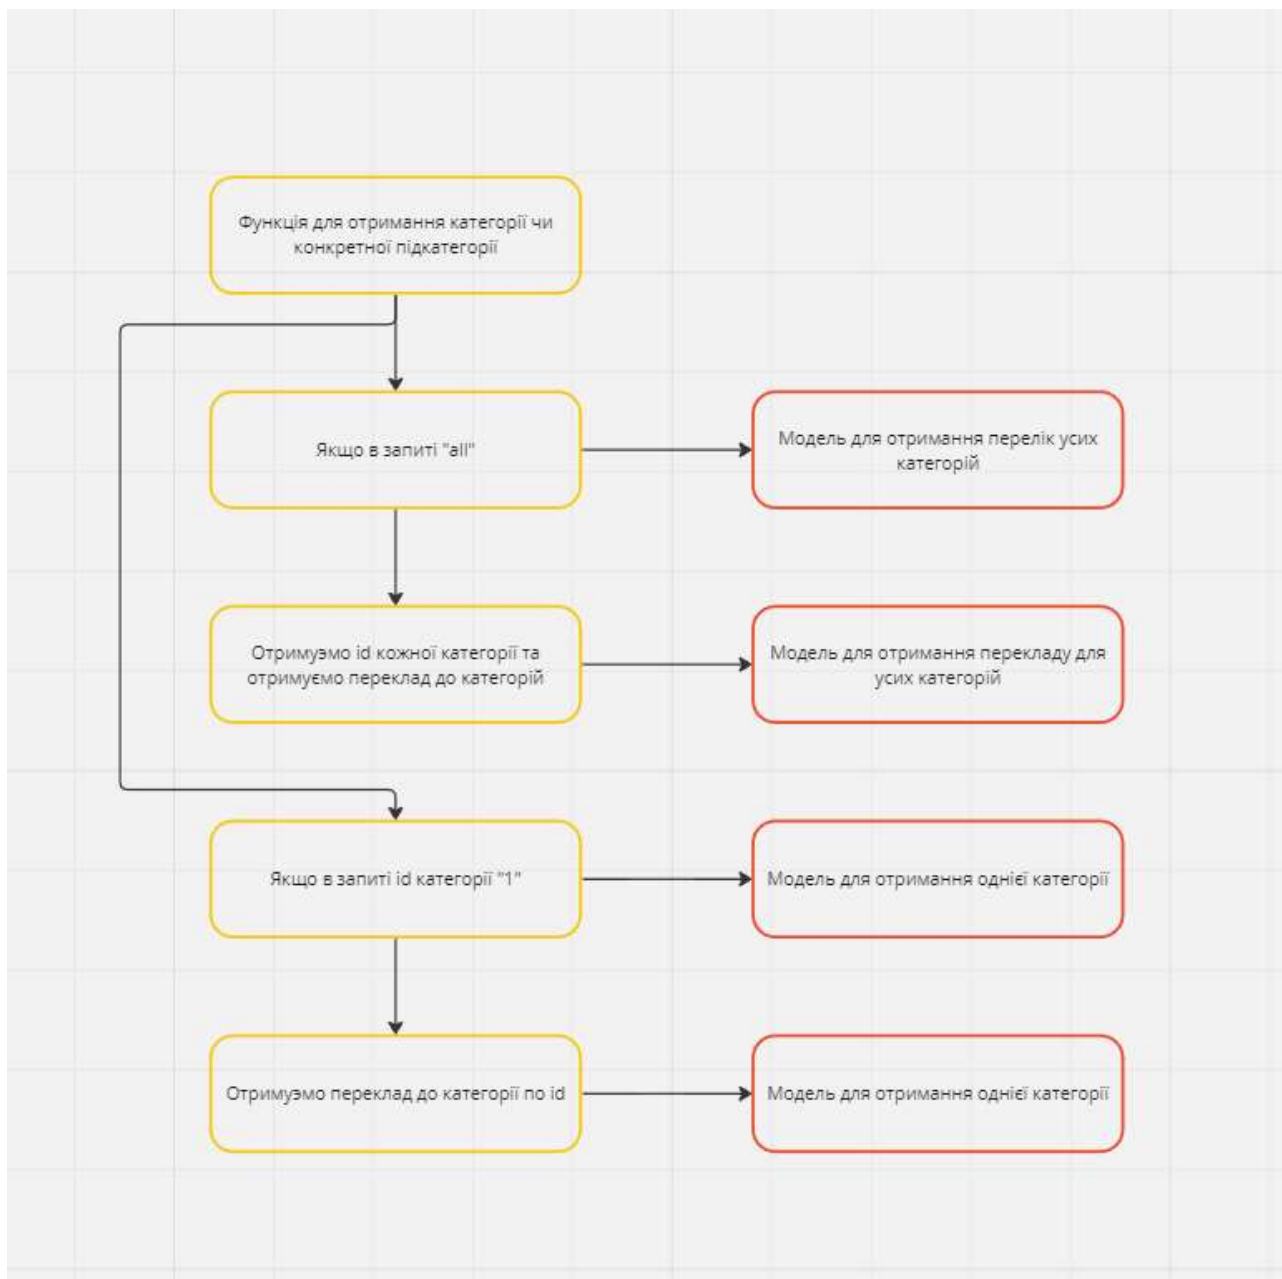 Функція для отримання категорії чи
конкретної підкатегорії
Якщо в запиті "all"
Модель для отримання перелік усих
категорій
Отримуэмо id кожної категорії та
отримуємо переклад до категорій
Модель для отримання перекладу для
усих категорій
Якщо в запиті id категорії "1"
Модель для отримання однієї категорії
Отримуэмо переклад до категорії по id
Модель для отримання однієї категорії